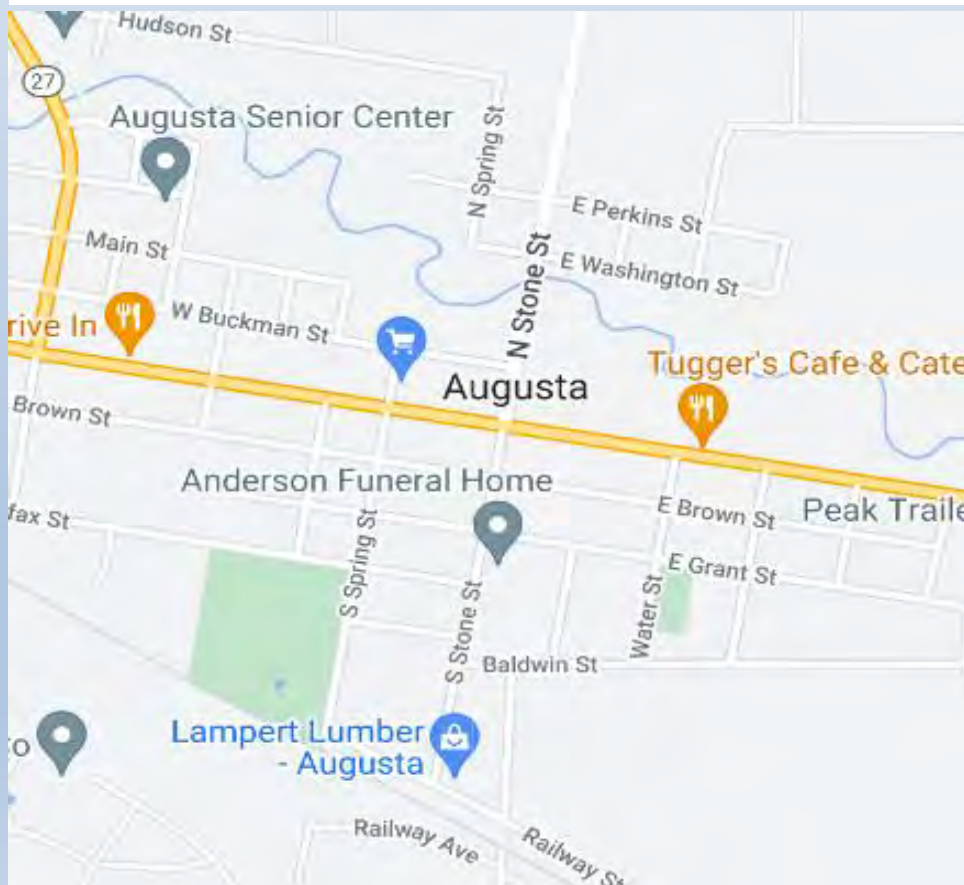 Hudson St
27
Augusta Senior Center
N Spring St
E Perkins St
Main St
E Washington St
N Stone St
W Buckman St
rive In
Tugger's Cafe & Cate
Augusta
Brown St
Anderson Funeral Home
E Brown St
Peak Traile
fax St
S Spring St
E Grant St
Water St
S Stone St
Baldwin St
Lampert Lumber
- Augusta
Railway Ave
Railway St